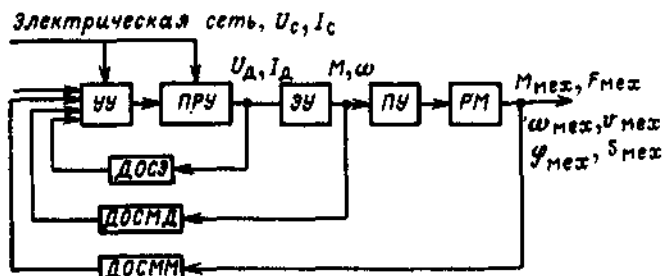 Электрическая сеть, Uс, Iс
Uд, Iд
М, ω
УУ
ПРУ
ЭУ
ПУ
РМ
Ммех, Fмех
ωмех, vмех
φмех, Sмех
ДОСЭ
ДОСМД
ДОСММ